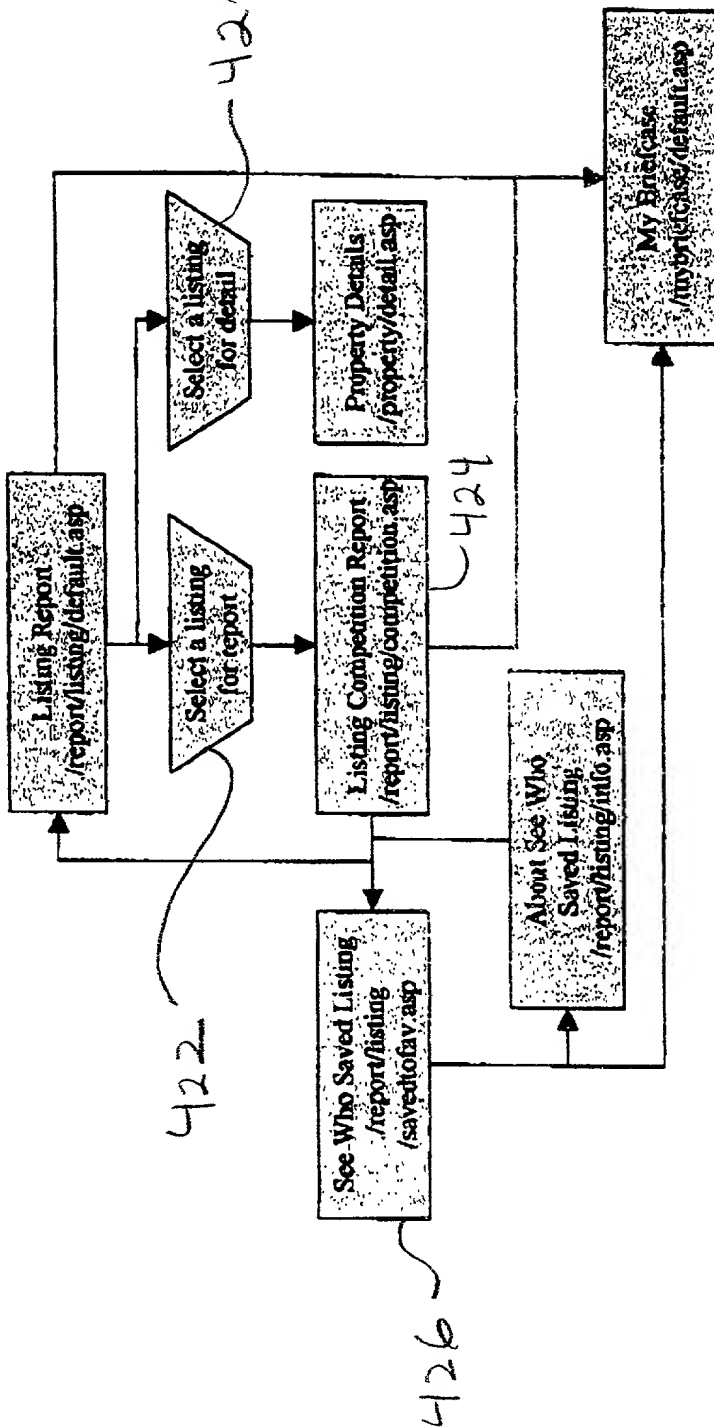 Listing Report
/report/listing/default.asp
422
Select a listing
for report
Select a listing
for detail
42
Listing Competition Report
/report/listing/competition.asp
424
Property Details
/property/detail.asp
426
See-Who Saved Listing
/report/listing
/savedtofav.asp
About See Who
Saved Listing
/report/listing/info.asp
My Briefcase
/mybriefcase/default.asp